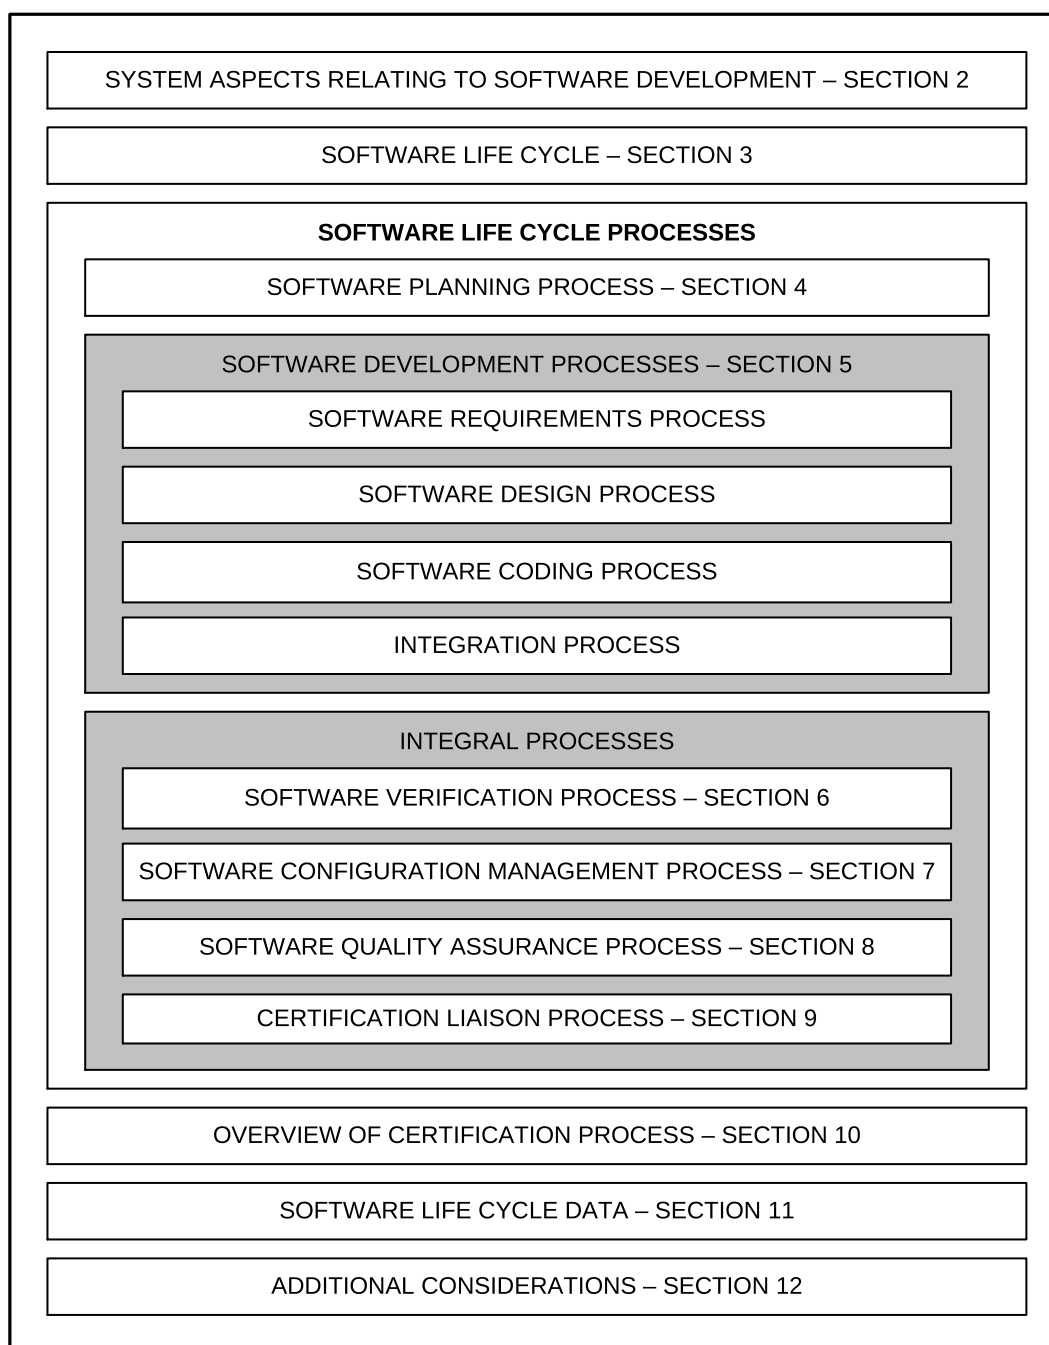 SYSTEM ASPECTS RELATING TO SOFTWARE DEVELOPMENT – SECTION 2
SOFTWARE LIFE CYCLE – SECTION 3
SOFTWARE LIFE CYCLE PROCESSES
SOFTWARE PLANNING PROCESS – SECTION 4
SOFTWARE DEVELOPMENT PROCESSES – SECTION 5
SOFTWARE REQUIREMENTS PROCESS
SOFTWARE DESIGN PROCESS
SOFTWARE CODING PROCESS
INTEGRATION PROCESS
INTEGRAL PROCESSES
SOFTWARE VERIFICATION PROCESS – SECTION 6
SOFTWARE CONFIGURATION MANAGEMENT PROCESS – SECTION 7
SOFTWARE QUALITY ASSURANCE PROCESS – SECTION 8
CERTIFICATION LIAISON PROCESS – SECTION 9
OVERVIEW OF CERTIFICATION PROCESS – SECTION 10
SOFTWARE LIFE CYCLE DATA – SECTION 11
ADDITIONAL CONSIDERATIONS – SECTION 12